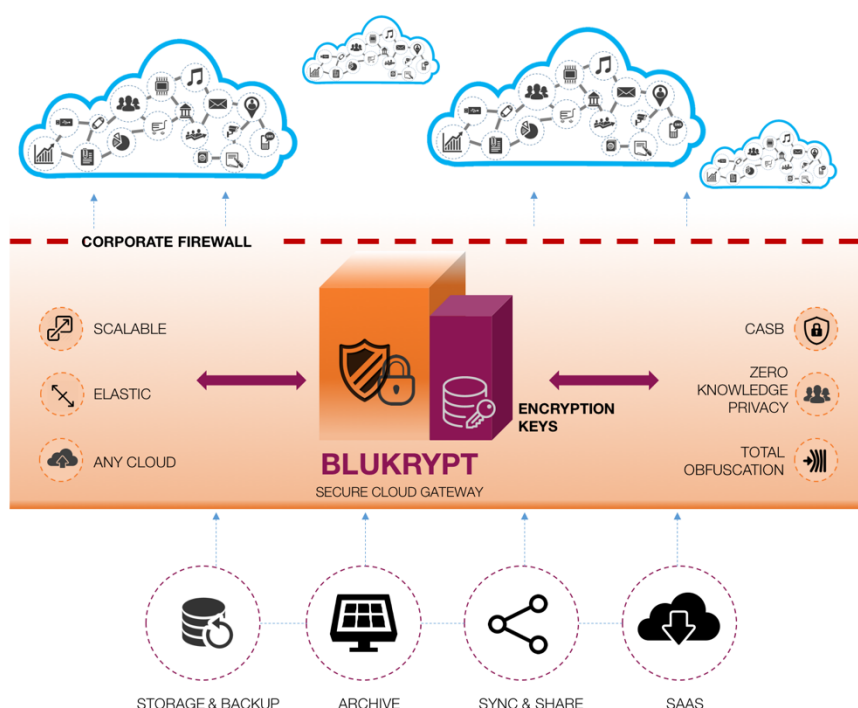 CORPORATE FIREWALL
SCALABLE
ELASTIC
ANY CLOUD
CASB
ZERO
KNOWLEDGE
PRIVACY
TOTAL
OBFUSCATION
ENCRYPTION
KEYS
BLUKRYPT
SECURE CLOUD GATEWAY
STORAGE & BACKUP
ARCHIVE
SYNC & SHARE
SAAS